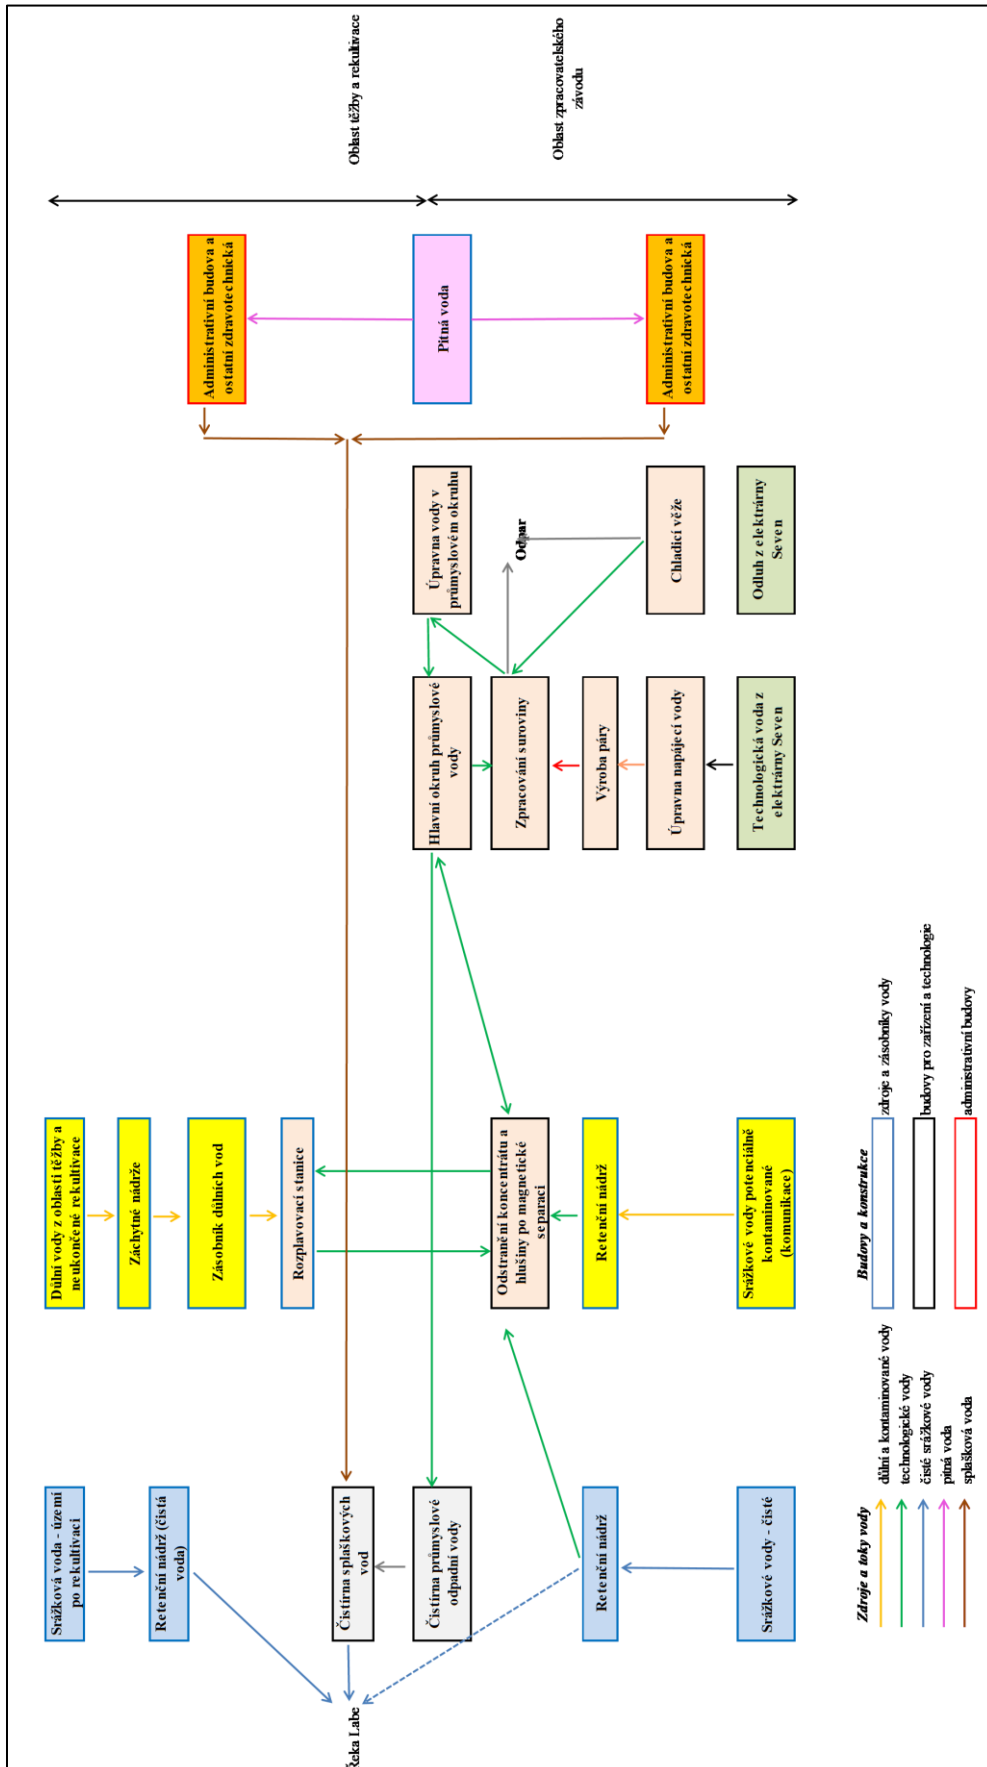 Srážková voda - území
po rekultivaci
Důlní vody z oblasti těžby a
neukončené rekultivace
Záchytné nádrže
Retenční nádrž (čistá
voda)
Zásobník důlních vod
Administrativní budova a
ostatní zdravotechnická
Rozplavovací stanice
Řeka Labe
Čistírna splaškových
vod
Oblast těžby a rekultivace
Čistírna průmyslové
odpadní vody
Hlavní okruh průmyslové
vody
Úpravna vody v
průmyslovém okruhu
Pitná voda
Odstranění koncentrátu a
hlušiny po magnetické
separaci
Zpracování suroviny
Odpar
Oblast zpracovatelského
závodu
Retenční nádrž
Retenční nádrž
Výroba páry
Úpravna napájecí vody
Chladicí věže
Administrativní budova a
ostatní zdravotechnická
Srážkové vody - čisté
Srážkové vody potenciálně
kontaminované
(komunikace)
Technologická voda z
elektrárny Seven
Odluh z elektrárny
Seven
Zdroje a toky vody
důlní a kontaminované vody
technologické vody
čisté srážkové vody
pitná voda
splašková voda
Budovy a konstrukce
zdroje a zásobníky vody
budovy pro zařízení a technologie
administrativní budovy